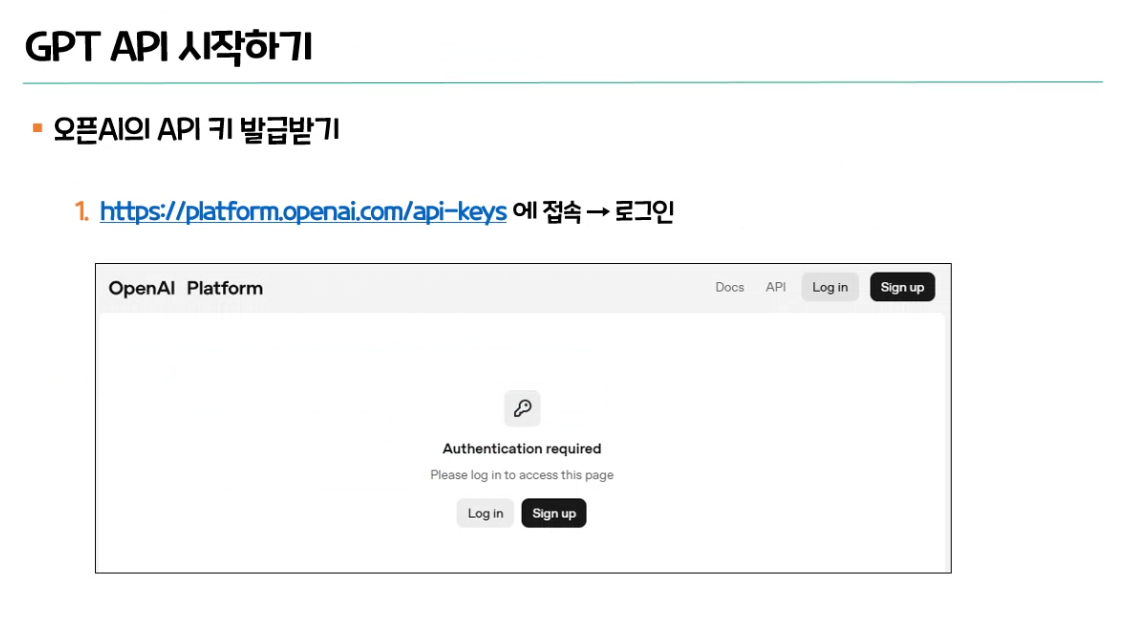 GPT API 시작하기
▪ 오픈AI의 API 키 발급받기
1. https://platform.openai.com/api-keys 에 접속 → 로그인
OpenAI Platform
Docs API Log in Sign up
Authentication required
Please log in to access this page
Log in Sign up